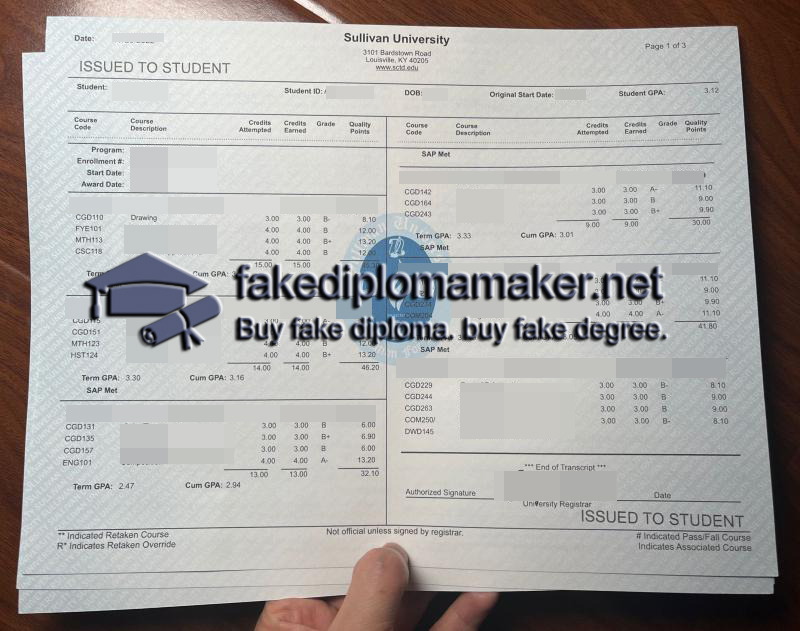 Date:
Sullivan University
3101 Bardstown Road
Louisville, KY 40205
www.sctd.edu
Page 1 of 3
ISSUED TO STUDENT
Student:
Student ID:
DOB:
Original Start Date:
Student GPA: 3.12
Course Code Course Description Credits Attempted Credits Earned Grade Quality Points
Program:
Enrollment #:
Start Date:
Award Date:
CGD110 Drawing 3.00 3.00 B- 8.10
FYE101 4.00 4.00 B 12.00
MTH113 4.00 4.00 B+ 13.20
CSC118 4.00 4.00 B 12.00
15.00 15.00
Cum GPA:
CGD151
MTH123 4.00 4.00 B 12.00
HST124 4.00 4.00 B+ 13.20
14.00 14.00 46.20
Term GPA: 3.30 Cum GPA: 3.16
SAP Met
CGD131 3.00 3.00 B 6.00
CGD135 3.00 3.00 B+ 6.90
CGD157 3.00 3.00 B 6.00
ENG101 4.00 4.00 A- 13.20
13.00 13.00 32.10
Term GPA: 2.47 Cum GPA: 2.94
Course Code Course Description Credits Attempted Credits Earned Grade Quality Points
SAP Met
CGD142 3.00 3.00 A- 11.10
CGD164 3.00 3.00 B 9.00
CGD243 3.00 3.00 B+ 9.90
9.00 9.00 30.00
Term GPA: 3.33 Cum GPA: 3.01
SAP Met
11.10
9.00
9.90
11.10
41.80
SAP Met
CGD229 3.00 3.00 B- 8.10
CGD244 3.00 3.00 B 9.00
CGD263 3.00 3.00 B 9.00
COM250/ 3.00 3.00 B- 8.10
DWD145
fakediplomamaker.net
Buy fake diploma, buy fake degree.
*** End of Transcript ***
Authorized Signature
University Registrar
Date
ISSUED TO STUDENT
** Indicated Retaken Course
R* Indicates Retaken Override
Not official unless signed by registrar.
# Indicated Pass/Fall Course
Indicates Associated Course